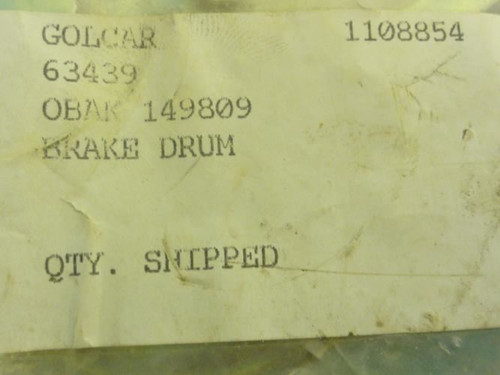 GOLCAR 1108854
63439
OBAK 149809
BRAKE DRUM
QTY. SHIPPED